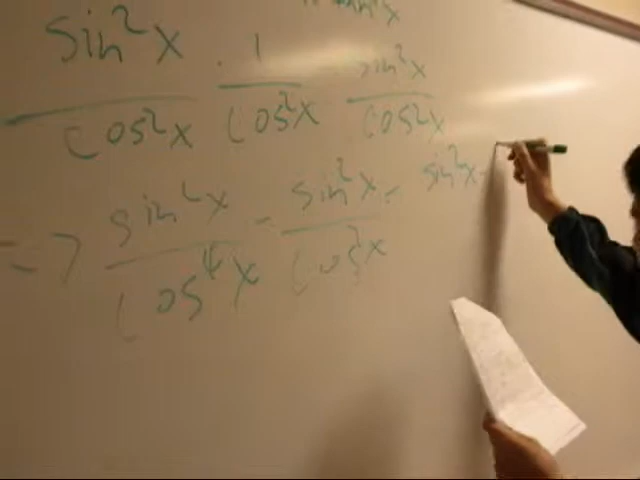 sin²x / cos²x · 1 / cos²x sin²x / cos²x
=> sin²x / cos⁴x - sin²x / cos²x = sin²x